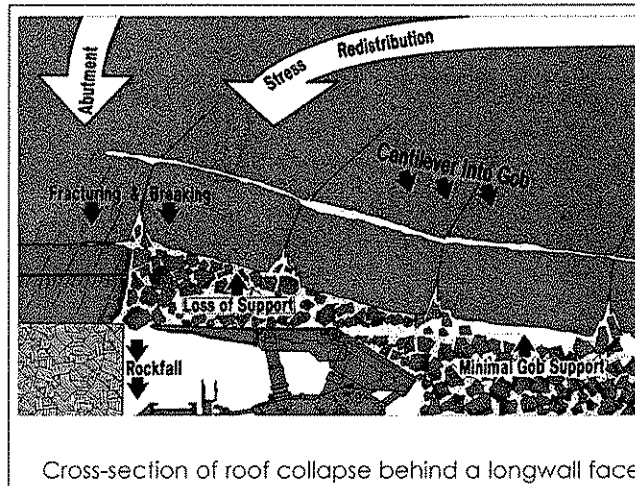 Abutment
Stress Redistribution
Centilaver into Gob
Fracturing & Breaking
Loss of Support
Rockfall
Minimal Gob Support
Cross-section of roof collapse behind a longwall face